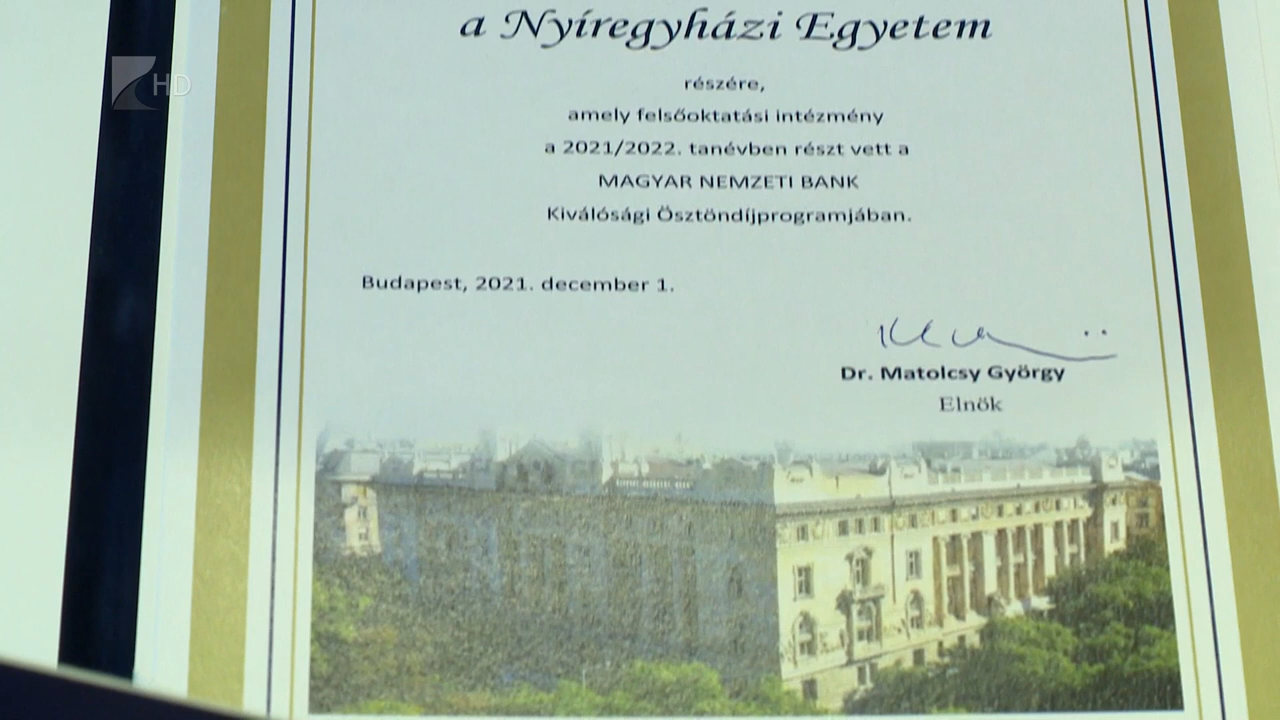 a Nyíregyházi Egyetem
HD
részére,
amely felsőoktatási intézmény
a 2021/2022. tanévben részt vett a
MAGYAR NEMZETI BANK
Kiválósági Ösztöndíjprogramjában.
Budapest, 2021. december 1.
Dr. Matolcsy György
Elnök